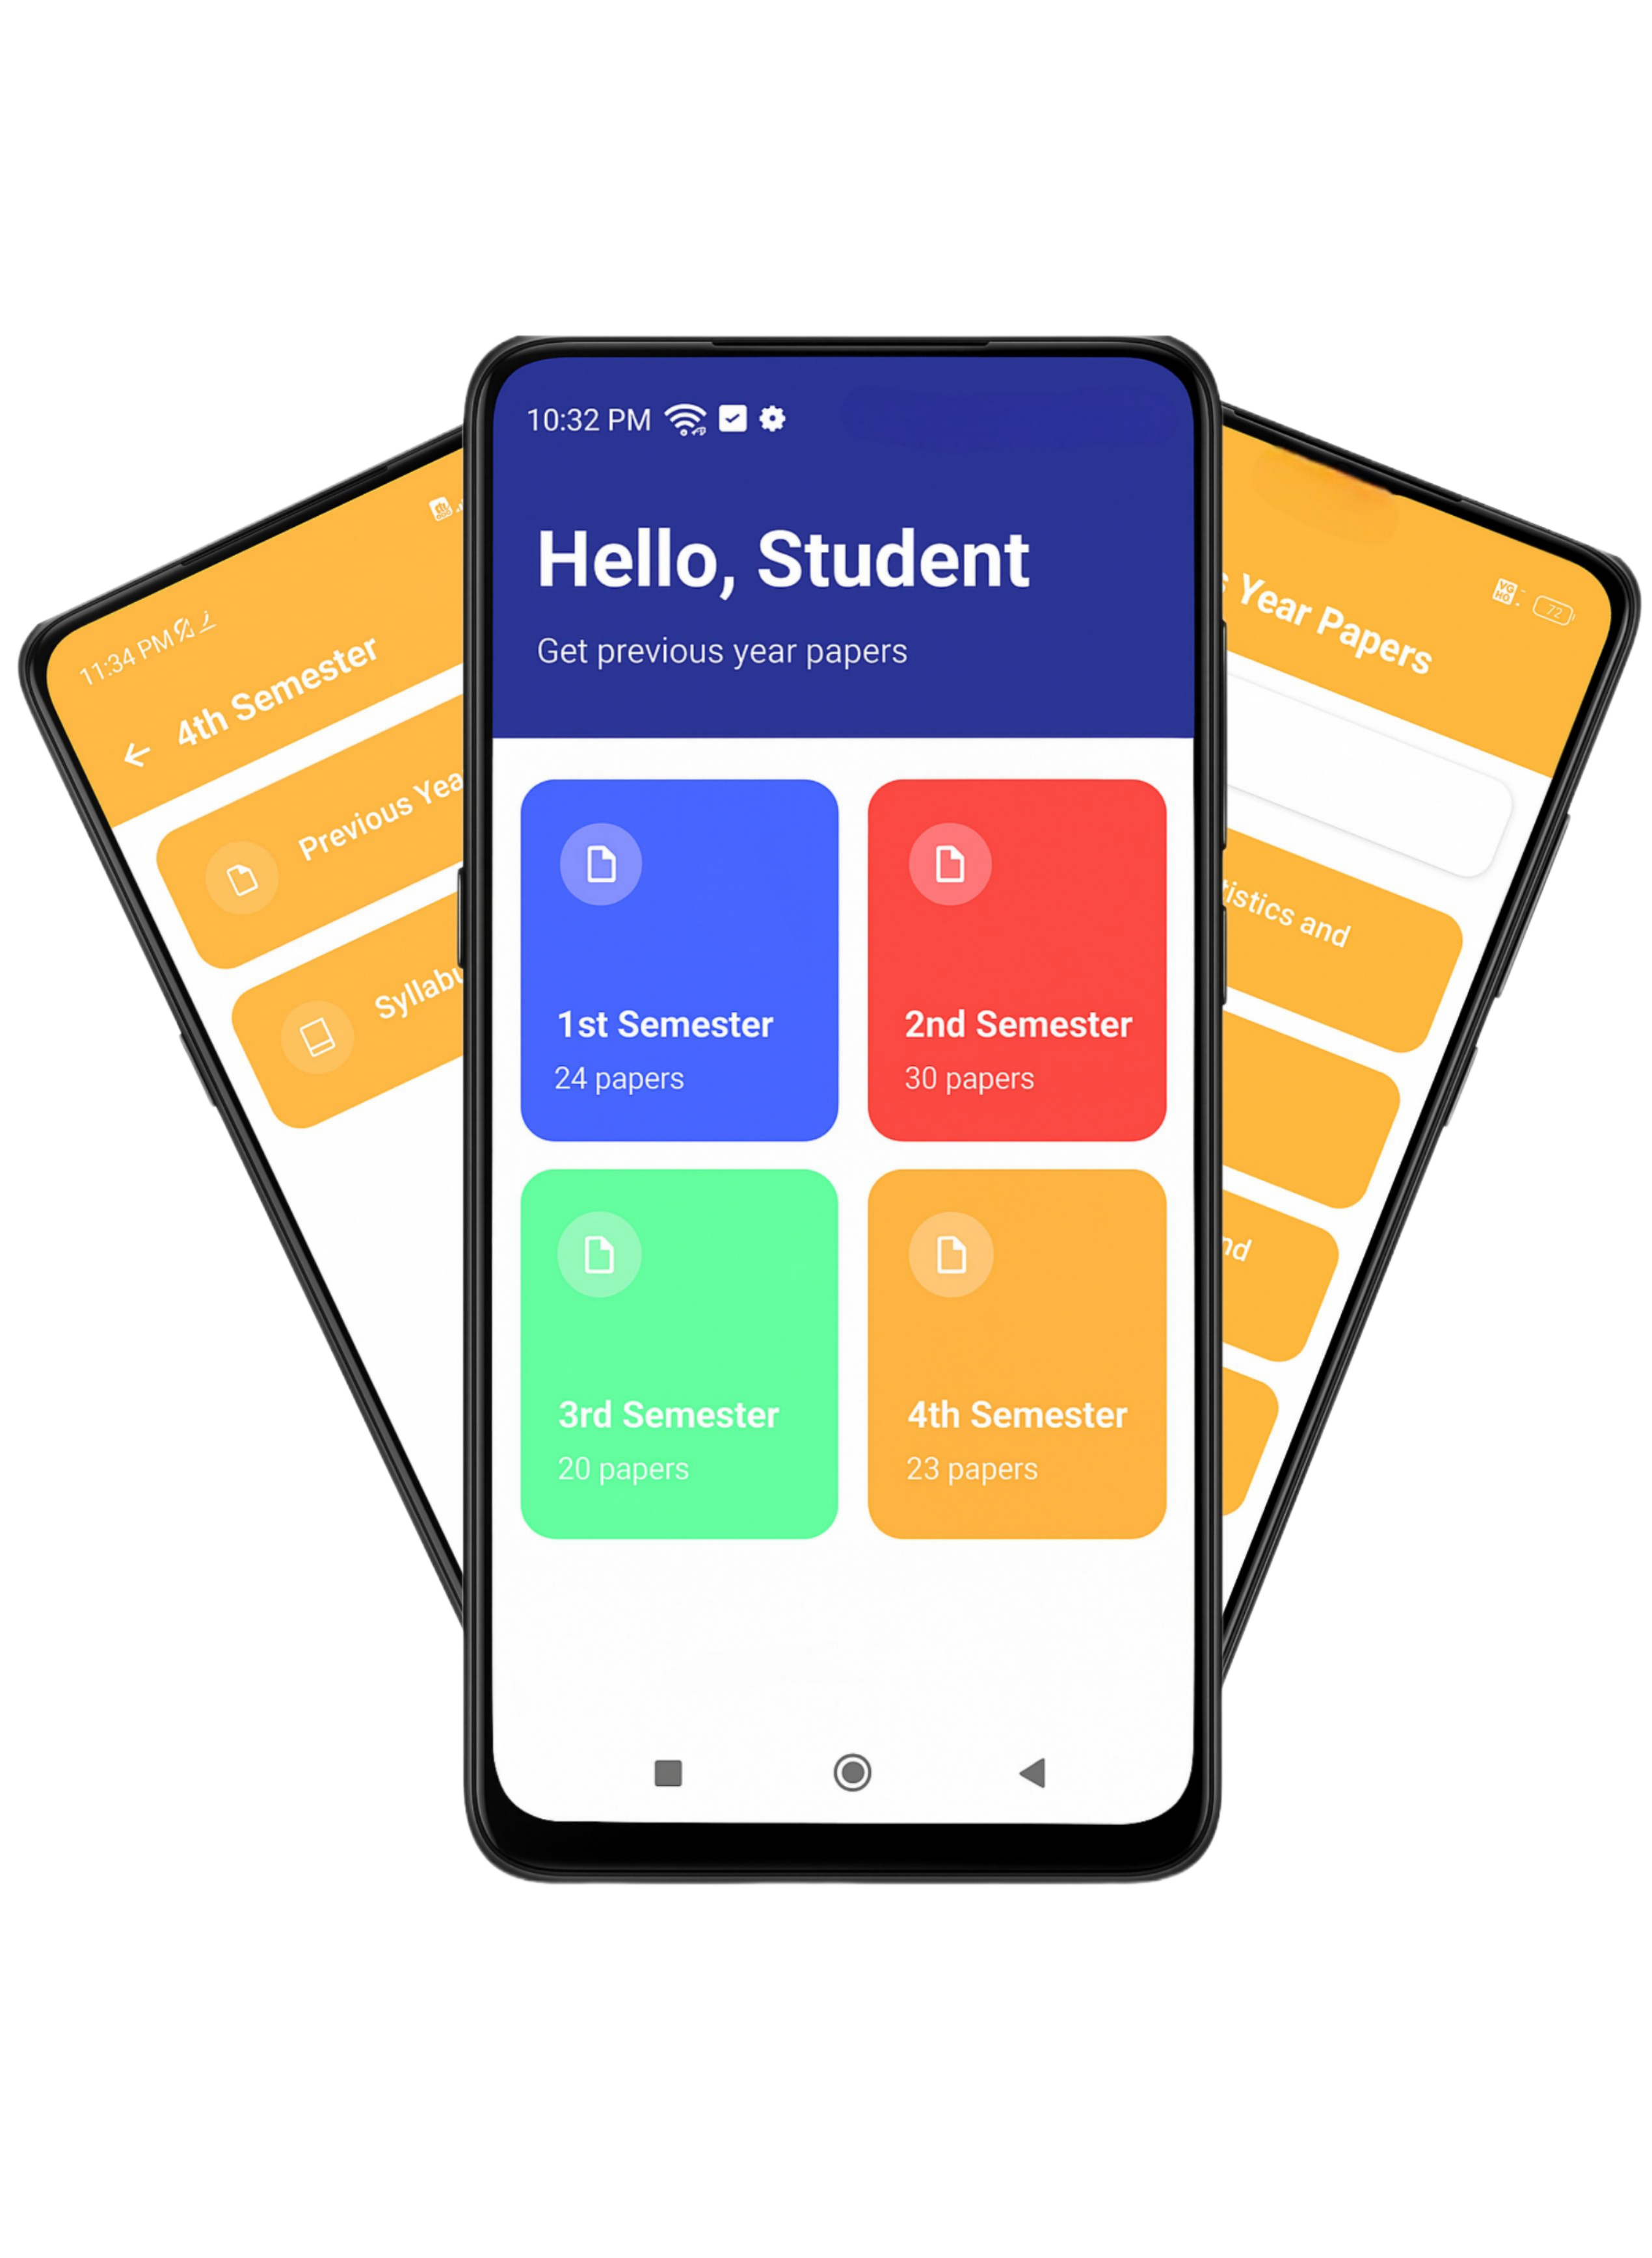 10:32 PM
Hello, Student
Get previous year papers
1st Semester
24 papers
2nd Semester
30 papers
3rd Semester
20 papers
4th Semester
23 papers
11:34 PM
4th Semester
Previous Yea
Syllabu
72
s Year Papers
tistics and
nd